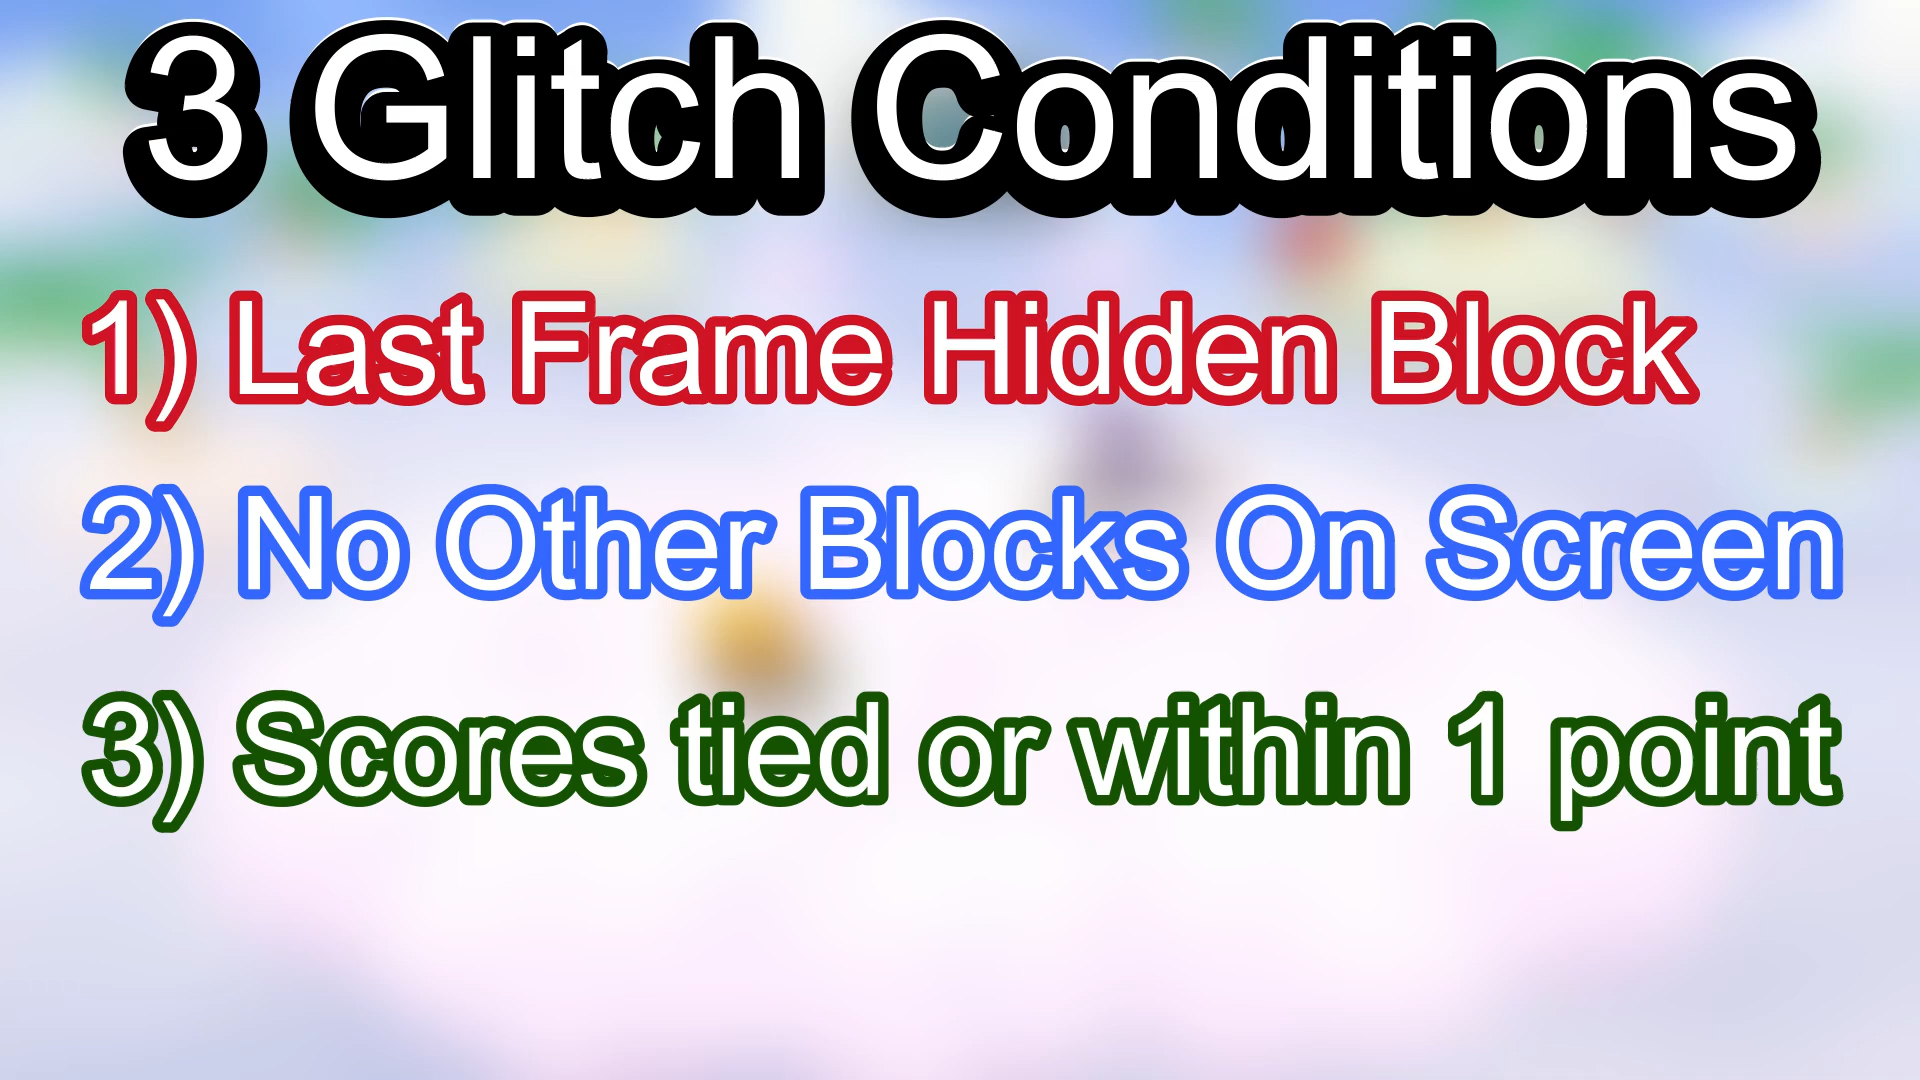 3 Glitch Conditions
1) Last Frame Hidden Block
2) No Other Blocks On Screen
3) Scores tied or within 1 point